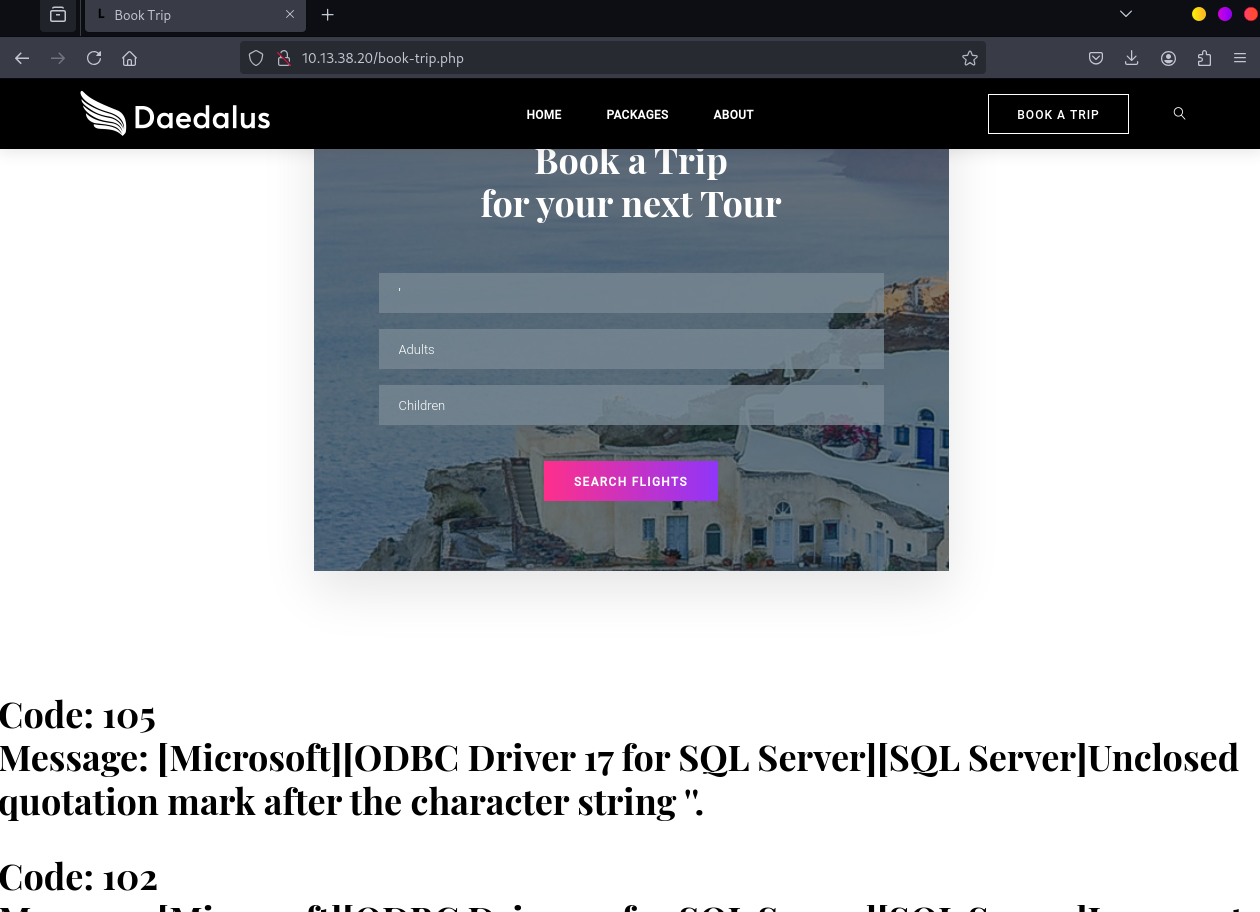 L Book Trip
10.13.38.20/book-trip.php
Daedalus HOME PACKAGES ABOUT BOOK A TRIP
Book a Trip
for your next Tour
'
Adults
Children
SEARCH FLIGHTS
Code: 105
Message: [Microsoft][ODBC Driver 17 for SQL Server][SQL Server]Unclosed
quotation mark after the character string ''.
Code: 102